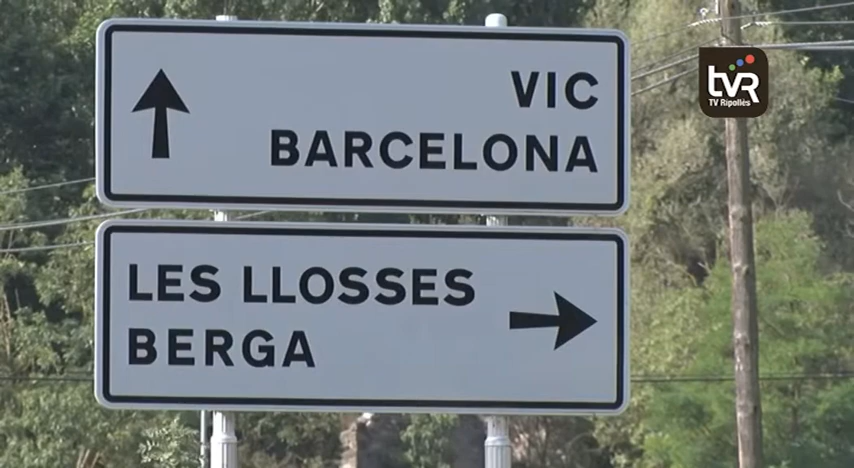 VIC
BARCELONA
LES LLOSSES
BERGA
tvR
TV Ripollès